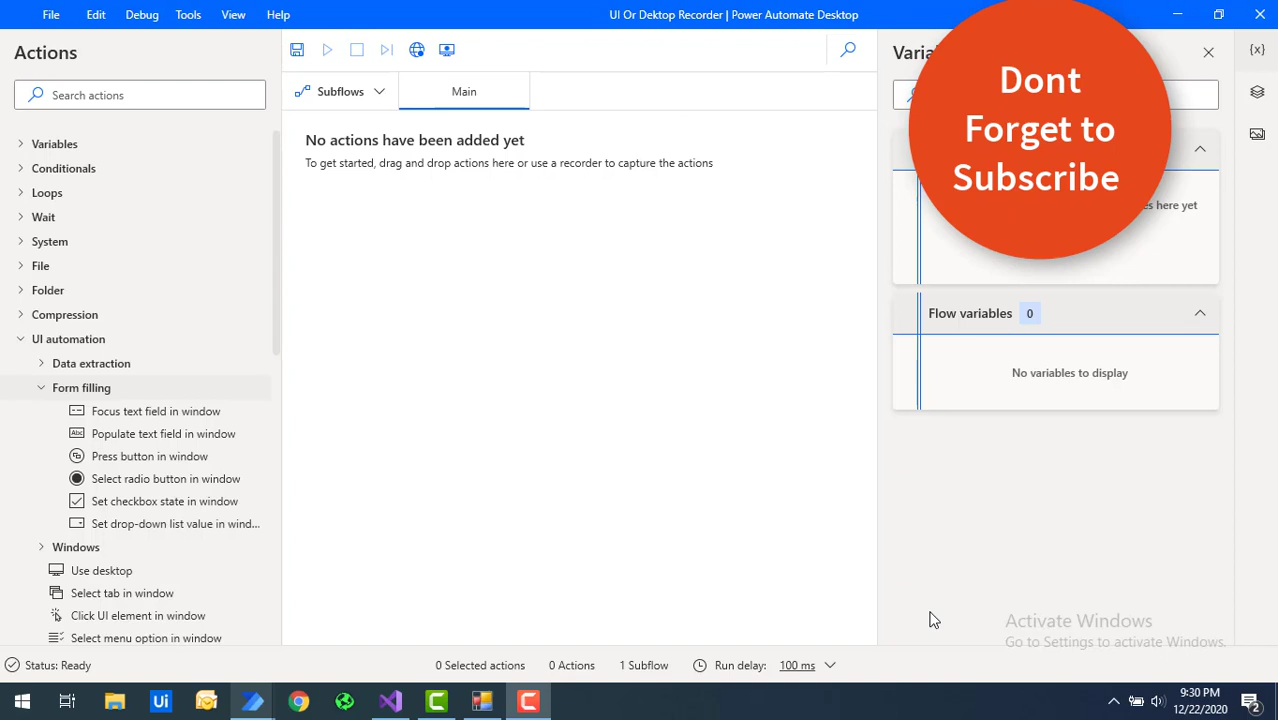 File Edit Debug Tools View Help
UI Or Dektop Recorder | Power Automate Desktop
Actions
Search actions
Variables
Conditionals
Loops
Wait
System
File
Folder
Compression
UI automation
Data extraction
Form filling
Focus text field in window
Populate text field in window
Press button in window
Select radio button in window
Set checkbox state in window
Set drop-down list value in wind...
Windows
Use desktop
Select tab in window
Click UI element in window
Select menu option in window
Subflows
Main
No actions have been added yet
To get started, drag and drop actions here or use a recorder to capture the actions
{x}
Dont
Forget to
Subscribe
here yet
Flow variables 0
No variables to display
Activate Windows
Go to Settings to activate Windows.
Status: Ready
0 Selected actions 0 Actions 1 Subflow Run delay: 100 ms
Ui
9:30 PM
12/22/2020
2